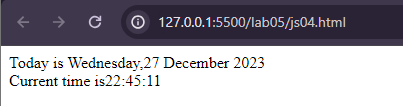 127.0.0.1:5500/lab05/js04.html
Today is Wednesday,27 December 2023
Current time is22:45:11